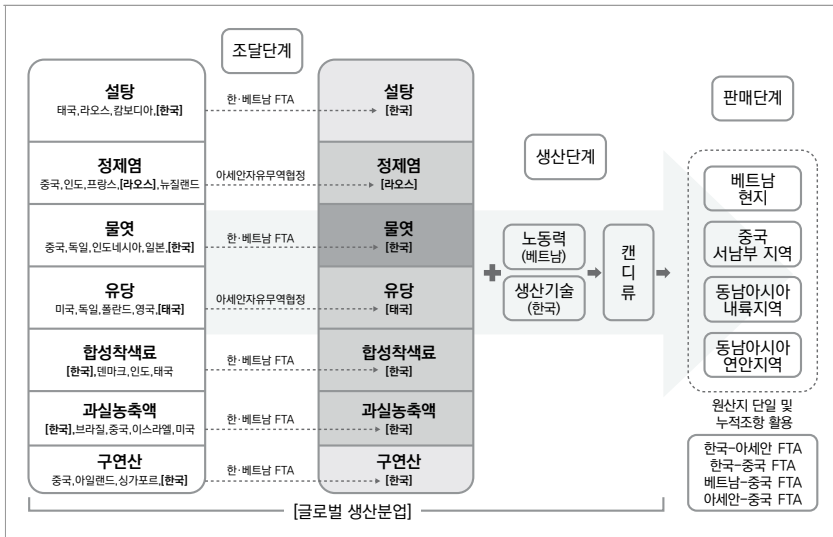 조달단계
설탕
태국,라오스,캄보디아,[한국]
한·베트남 FTA
설탕
[한국]
정제염
중국,인도,프랑스,[라오스],뉴질랜드
아세안자유무역협정
정제염
[라오스]
물엿
중국,독일,인도네시아,일본,[한국]
한·베트남 FTA
물엿
[한국]
유당
미국,독일,폴란드,영국,[태국]
아세안자유무역협정
유당
[태국]
합성착색료
[한국],덴마크,인도,태국
한·베트남 FTA
합성착색료
[한국]
과실농축액
[한국],브라질,중국,이스라엘,미국
한·베트남 FTA
과실농축액
[한국]
구연산
중국,아일랜드,싱가포르,[한국]
한·베트남 FTA
구연산
[한국]
[글로벌 생산분업]
생산단계
+
노동력
(베트남)
생산기술
(한국)
캔
디
류
판매단계
베트남
현지
중국
서남부 지역
동남아시아
내륙지역
동남아시아
연안지역
원산지 단일 및
누적조항 활용
한국-아세안 FTA
한국-중국 FTA
베트남-중국 FTA
아세안-중국 FTA